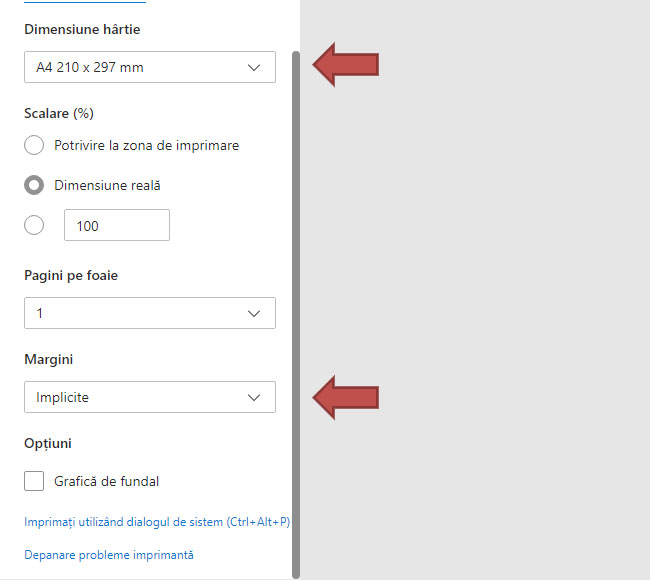 Dimensiune hârtie
A4 210 x 297 mm
Scalare (%)
Potrivire la zona de imprimare
Dimensiune reală
100
Pagini pe foaie
1
Margini
Implicite
Opțiuni
Grafică de fundal
Imprimați utilizând dialogul de sistem (Ctrl+Alt+P)
Depanare probleme imprimantă